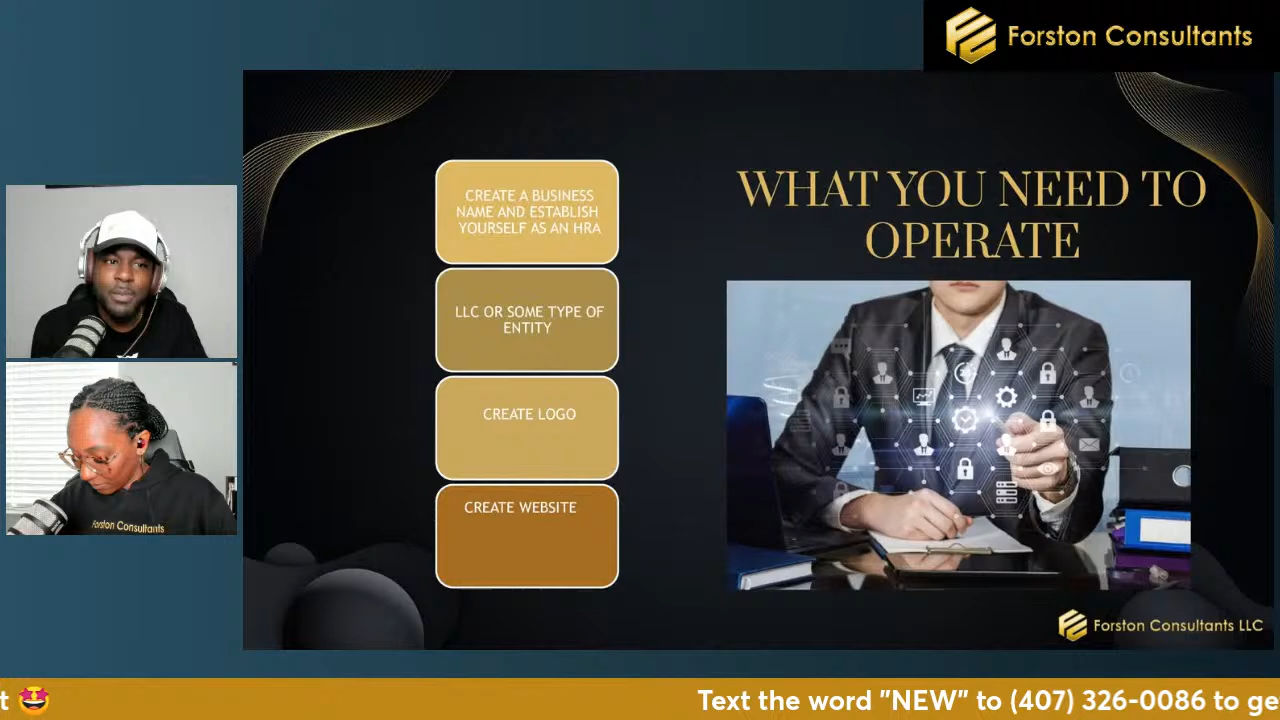 Forston Consultants
CREATE A BUSINESS
NAME AND ESTABLISH
YOURSELF AS AN HRA
LLC OR SOME TYPE OF
ENTITY
CREATE LOGO
CREATE WEBSITE
WHAT YOU NEED TO
OPERATE
Forston Consultants
Forston Consultants LLC
t 🤩 Text the word "NEW" to (407) 326-0086 to ge